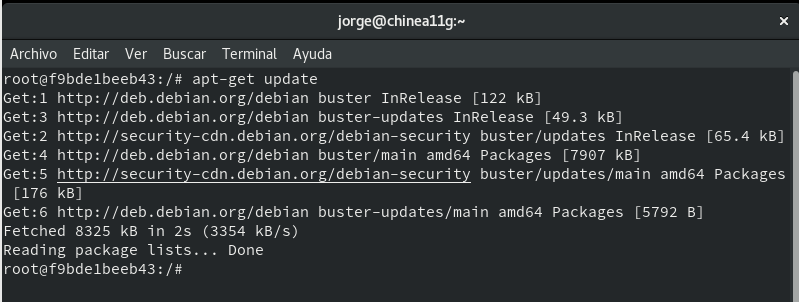 jorge@chinea11g:~
Archivo Editar Ver Buscar Terminal Ayuda
root@f9bde1beeb43:/# apt-get update
Get:1 http://deb.debian.org/debian buster InRelease [122 kB]
Get:3 http://deb.debian.org/debian buster-updates InRelease [49.3 kB]
Get:2 http://security-cdn.debian.org/debian-security buster/updates InRelease [65.4 kB]
Get:4 http://deb.debian.org/debian buster/main amd64 Packages [7907 kB]
Get:5 http://security-cdn.debian.org/debian-security buster/updates/main amd64 Packages
[176 kB]
Get:6 http://deb.debian.org/debian buster-updates/main amd64 Packages [5792 B]
Fetched 8325 kB in 2s (3354 kB/s)
Reading package lists... Done
root@f9bde1beeb43:/#